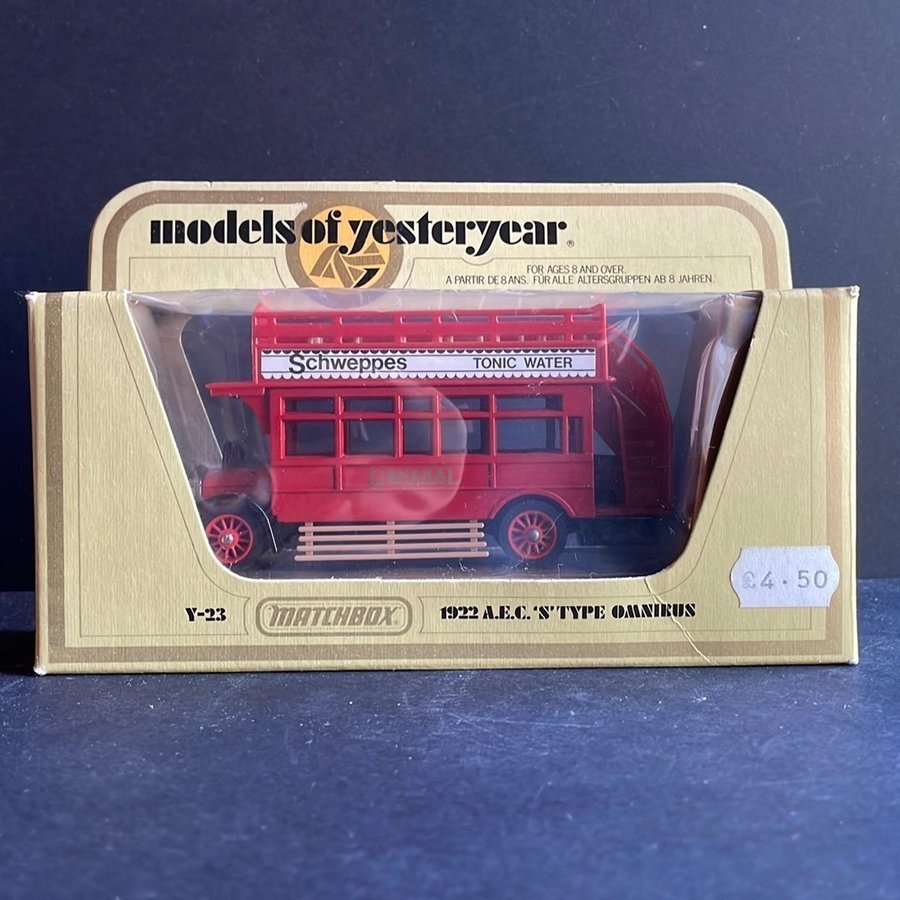 models of yesteryear ®
FOR AGES 8 AND OVER.
A PARTIR DE 8 ANS. FÜR ALLE ALTERSGRUPPEN AB 8 JAHREN.
Schweppes TONIC WATER
GENERAL
£4.50
Y-23 MATCHBOX 1922 A.E.C. 'S' TYPE OMNIBUS